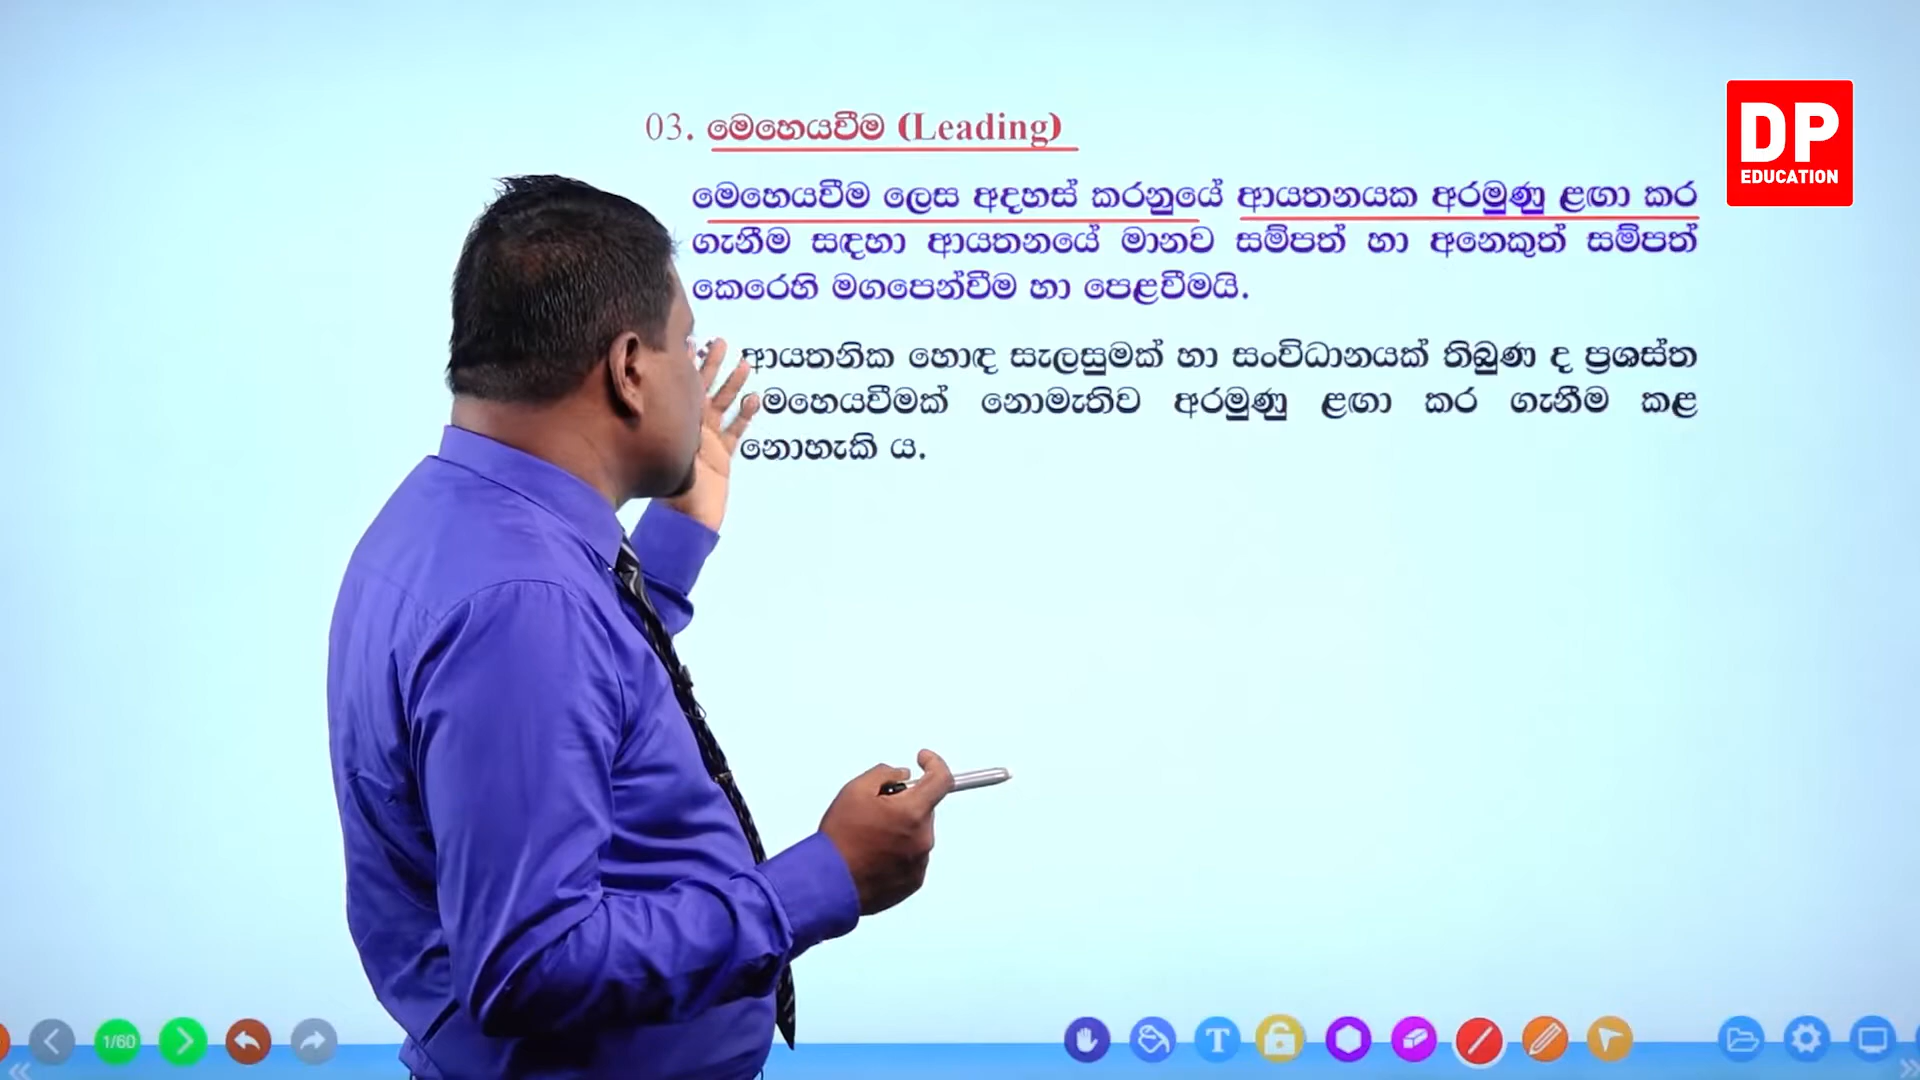 03. මෙහෙයවීම (Leading)
DP
EDUCATION
මෙහෙයවීම ලෙස අදහස් කරනුයේ ආයතනයක අරමුණු ළඟා කර
ගැනීම සඳහා ආයතනයේ මානව සම්පත් හා අනෙකුත් සම්පත්
කෙරෙහි මගපෙන්වීම හා පෙළවීමයි.
ආයතනික හොඳ සැලසුමක් හා සංවිධානයක් තිබුණ ද ප්‍රශස්ත
මෙහෙයවීමක් නොමැතිව අරමුණු ළඟා කර ගැනීම කළ
නොහැකි ය.
1/60
T